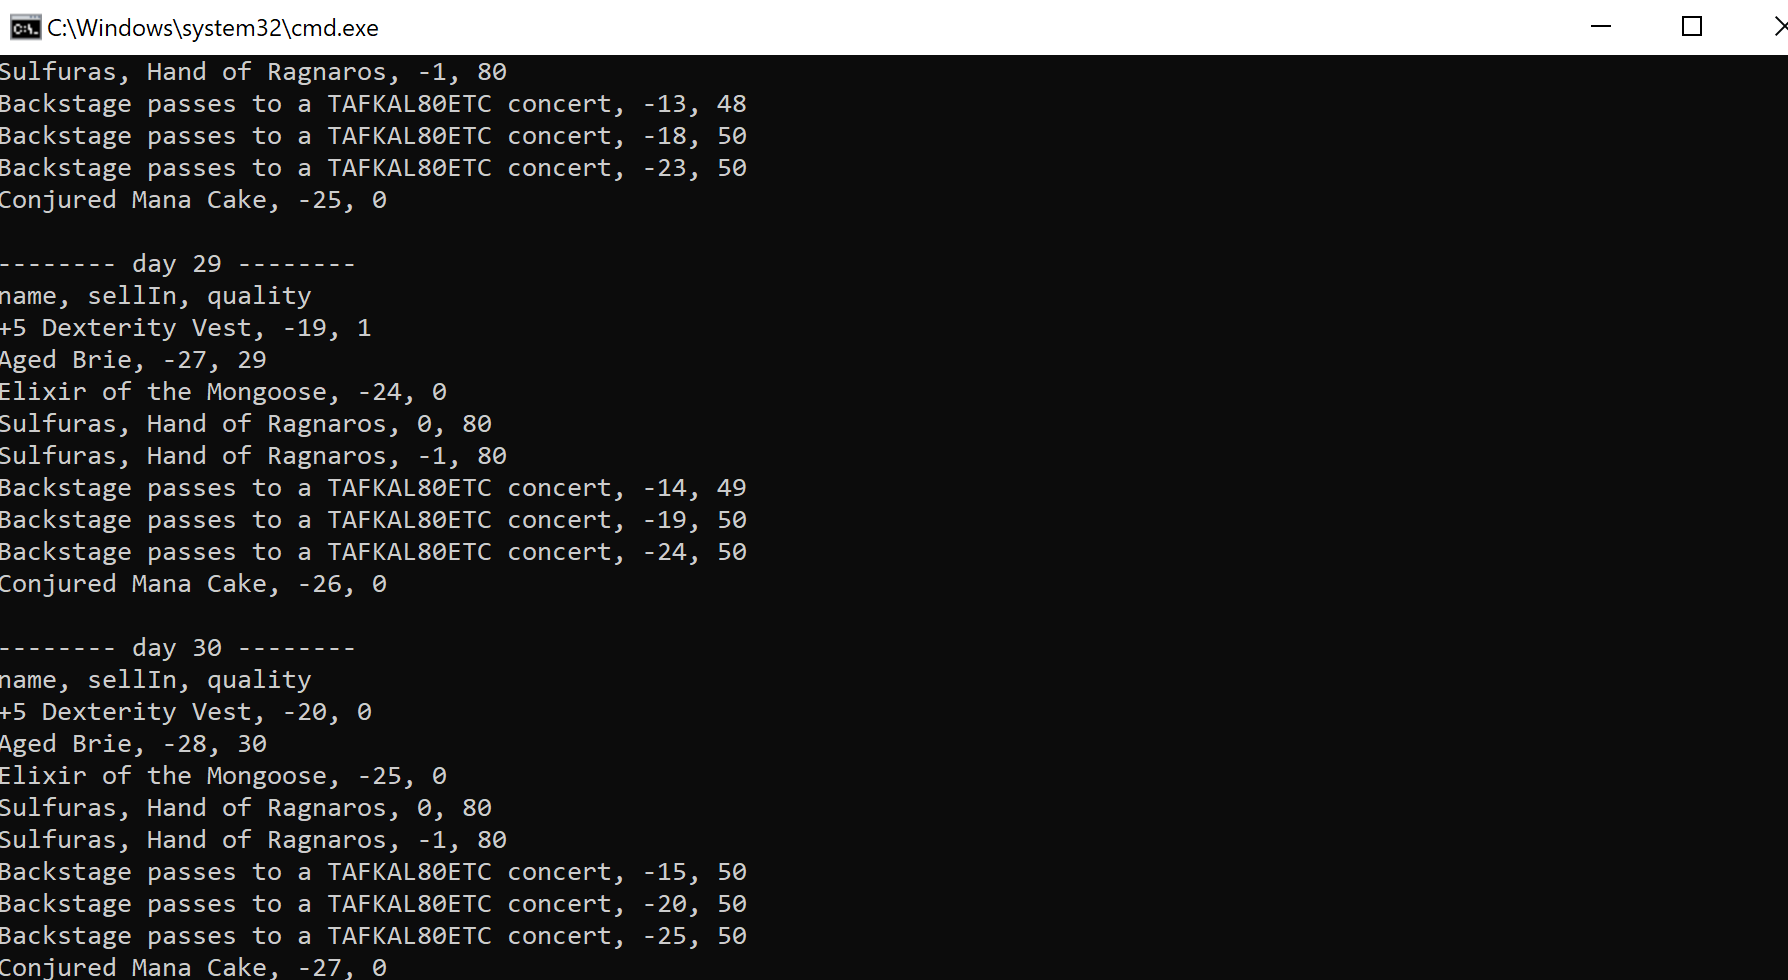 C:\Windows\system32\cmd.exe
Sulfuras, Hand of Ragnaros, -1, 80
Backstage passes to a TAFKAL80ETC concert, -13, 48
Backstage passes to a TAFKAL80ETC concert, -18, 50
Backstage passes to a TAFKAL80ETC concert, -23, 50
Conjured Mana Cake, -25, 0
-------- day 29 --------
name, sellIn, quality
+5 Dexterity Vest, -19, 1
Aged Brie, -27, 29
Elixir of the Mongoose, -24, 0
Sulfuras, Hand of Ragnaros, 0, 80
Sulfuras, Hand of Ragnaros, -1, 80
Backstage passes to a TAFKAL80ETC concert, -14, 49
Backstage passes to a TAFKAL80ETC concert, -19, 50
Backstage passes to a TAFKAL80ETC concert, -24, 50
Conjured Mana Cake, -26, 0
-------- day 30 --------
name, sellIn, quality
+5 Dexterity Vest, -20, 0
Aged Brie, -28, 30
Elixir of the Mongoose, -25, 0
Sulfuras, Hand of Ragnaros, 0, 80
Sulfuras, Hand of Ragnaros, -1, 80
Backstage passes to a TAFKAL80ETC concert, -15, 50
Backstage passes to a TAFKAL80ETC concert, -20, 50
Backstage passes to a TAFKAL80ETC concert, -25, 50
Conjured Mana Cake, -27, 0